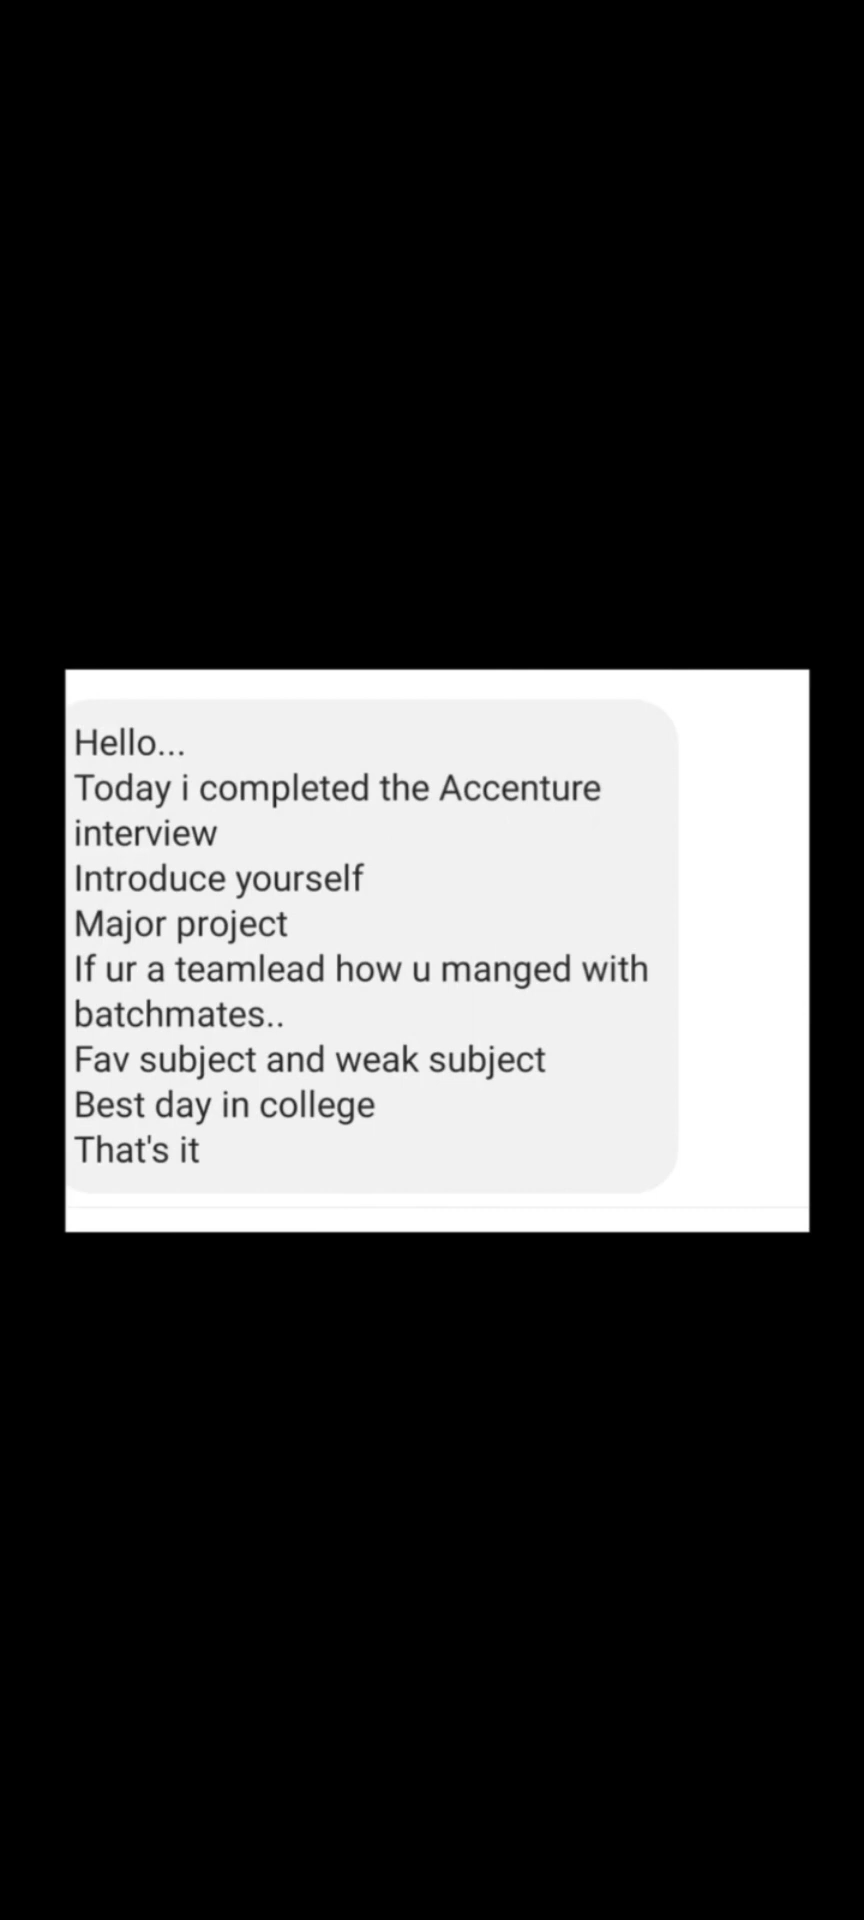 Hello...
Today i completed the Accenture
interview
Introduce yourself
Major project
If ur a teamlead how u manged with
batchmates..
Fav subject and weak subject
Best day in college
That's it